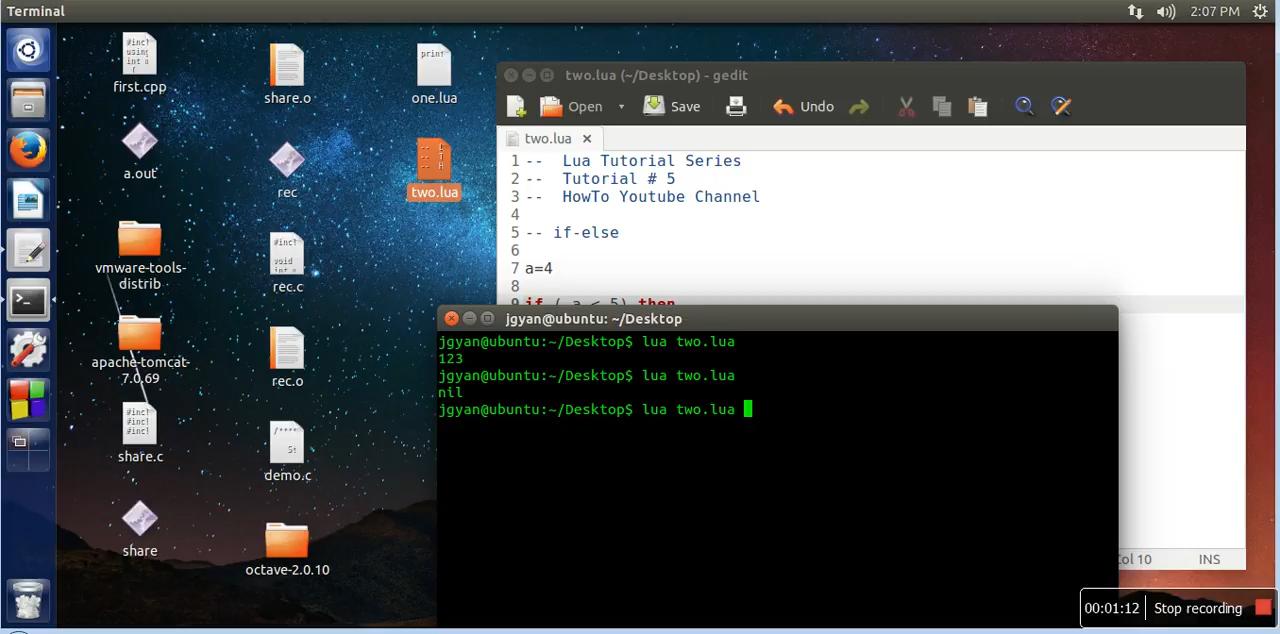 Terminal
2:07 PM
first.cpp
share.o
one.lua
a.out
rec
two.lua
vmware-tools-
distrib
rec.c
apache-tomcat-
7.0.69
rec.o
share.c
demo.c
share
octave-2.0.10
two.lua (~/Desktop) - gedit
Open
Save
Undo
two.lua
1 -- Lua Tutorial Series
2 -- Tutorial # 5
3 -- HowTo Youtube Channel
4
5 -- if-else
6
7 a=4
8
9 if ( a < 5) then
jgyan@ubuntu: ~/Desktop
jgyan@ubuntu:~/Desktop$ lua two.lua
123
jgyan@ubuntu:~/Desktop$ lua two.lua
nil
jgyan@ubuntu:~/Desktop$ lua two.lua
Col 10 INS
00:01:12 Stop recording